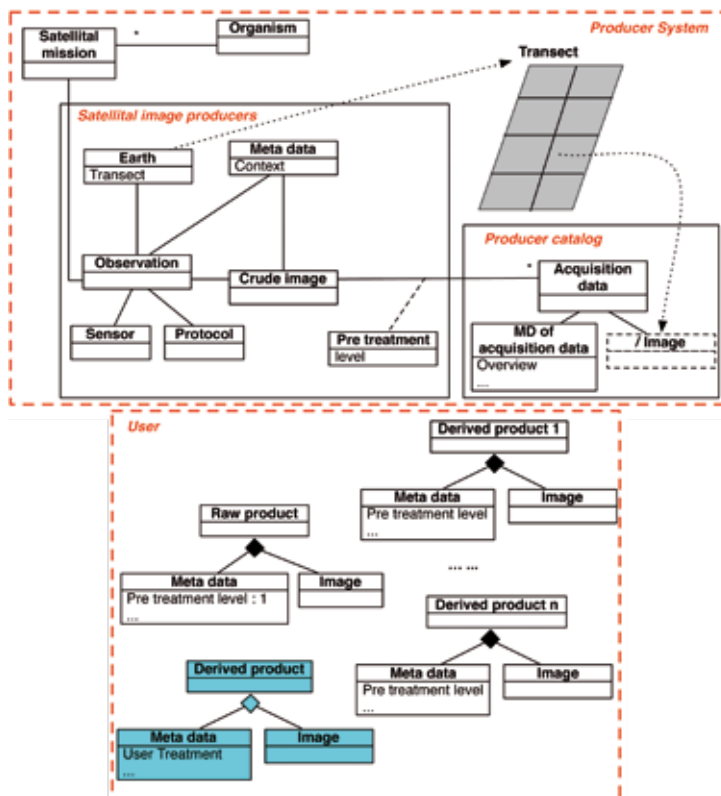 Producer System
Satellital
mission
*
Organism
Transect
Satellital image producers
Earth
Transect
Meta data
Context
Observation
Crude image
Sensor
Protocol
Pre treatment
level
Producer catalog
*
Acquisition
data
MD of
acquisition data
Overview
....
/ Image
User
Derived product 1
Meta data
Pre treatment level
...
Image
Raw product
Meta data
Pre treatment level : 1
...
Image
... ...
Derived product n
Meta data
Pre treatment level
...
Image
Derived product
Meta data
User Treatment
...
Image